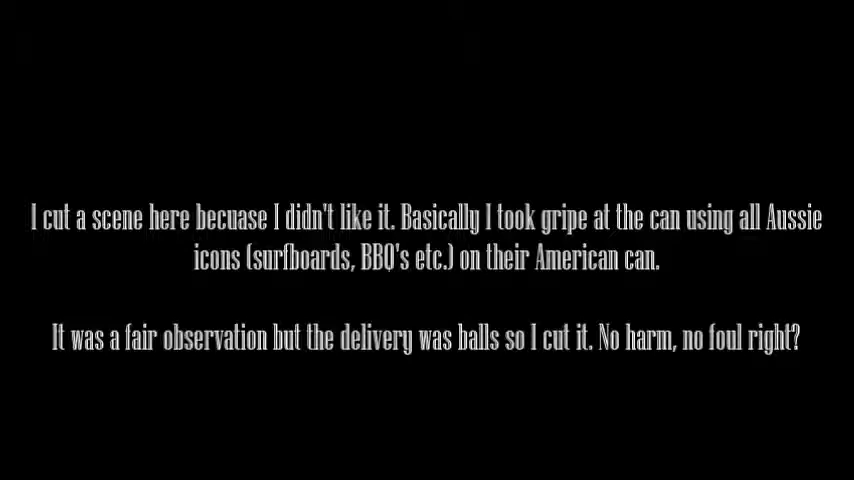 I cut a scene here becuase I didn't like it. Basically I took gripe at the can using all Aussie
icons (surfboards, BBQ's etc.) on their American can.
It was a fair observation but the delivery was balls so I cut it. No harm, no foul right?